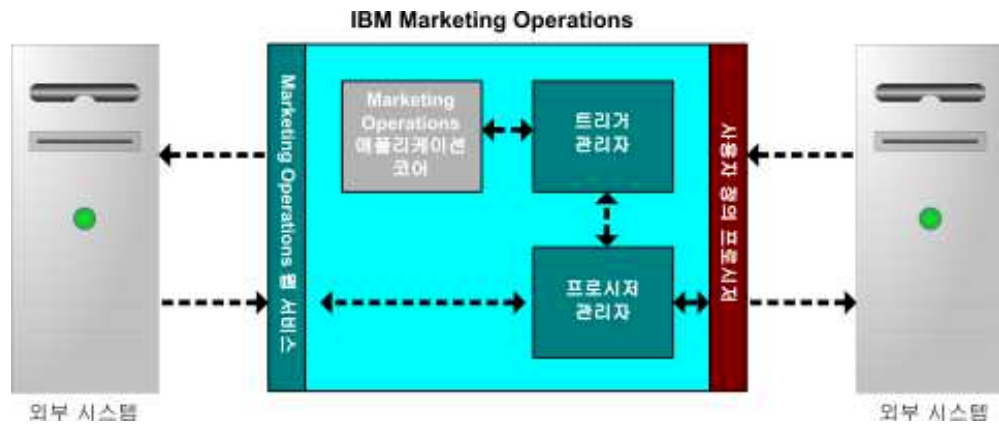 IBM Marketing Operations
Marketing Operations 웹 서비스
Marketing
Operations
애플리케이션
코어
트리거
관리자
프로시저
관리자
사용자 정의 프로시저
외부 시스템
외부 시스템